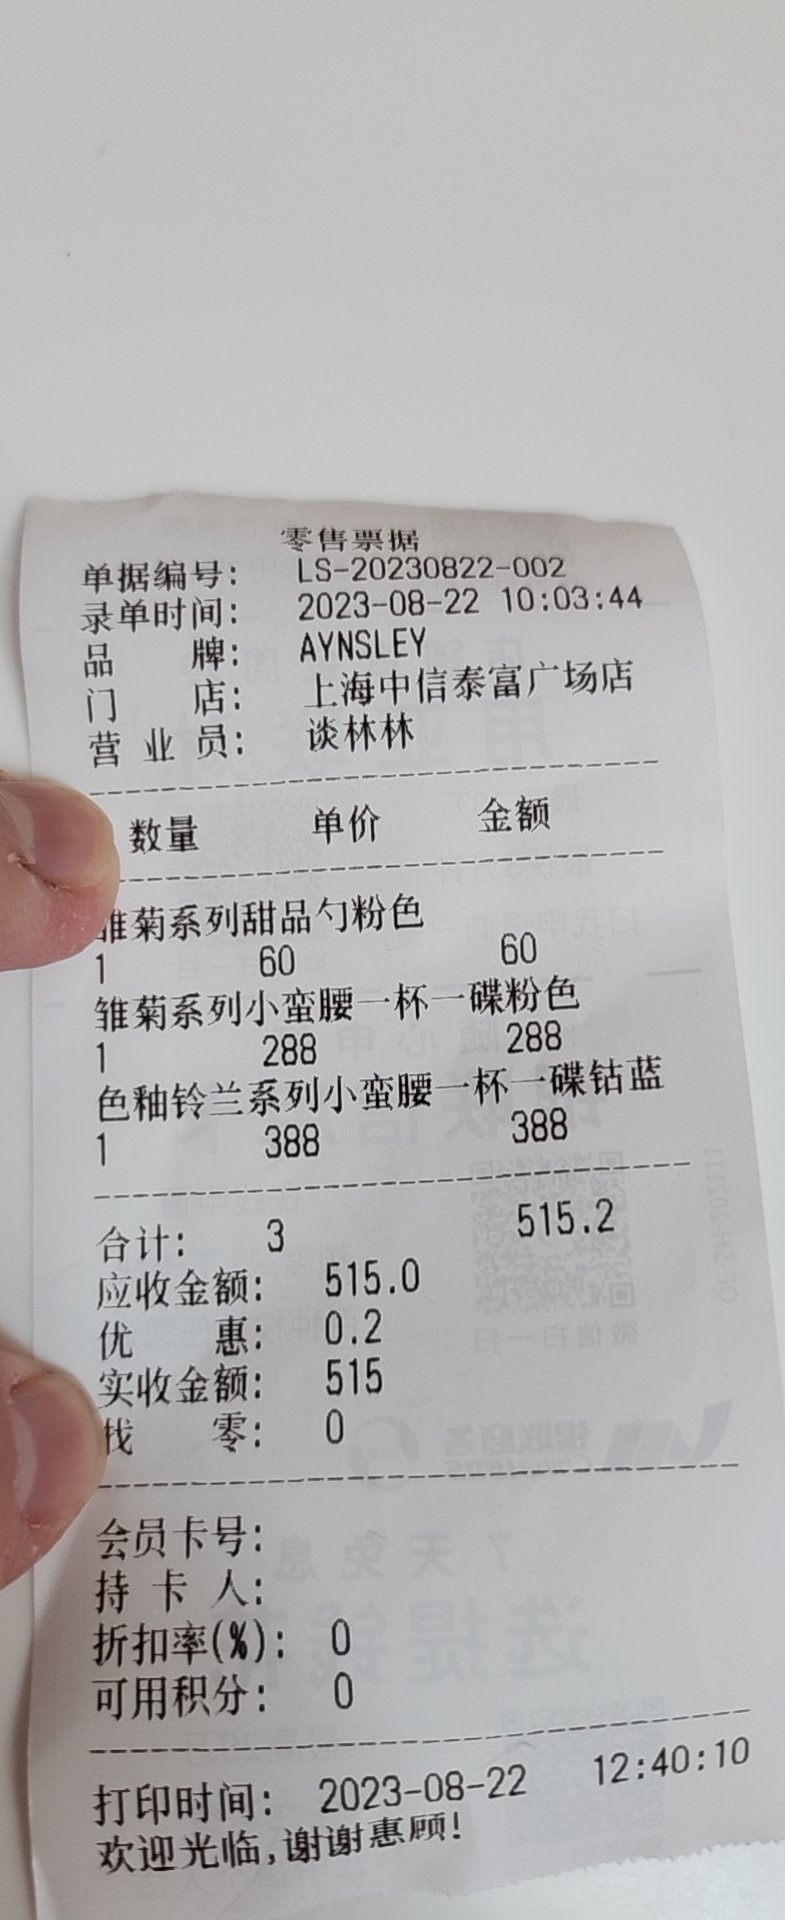 零售票据
单据编号: LS-20230822-002
录单时间: 2023-08-22 10:03:44
品 牌: AYNSLEY
门 店: 上海中信泰富广场店
营 业 员: 谈林林
数量 单价 金额
雏菊系列甜品勺粉色
1 60 60
雏菊系列小蛮腰一杯一碟粉色
1 288 288
色釉铃兰系列小蛮腰一杯一碟钴蓝
1 388 388
合计: 3 515.2
应收金额: 515.0
优 惠: 0.2
实收金额: 515
找 零: 0
会员卡号:
持 卡 人:
折扣率(%): 0
可用积分: 0
打印时间: 2023-08-22 12:40:10
欢迎光临,谢谢惠顾!